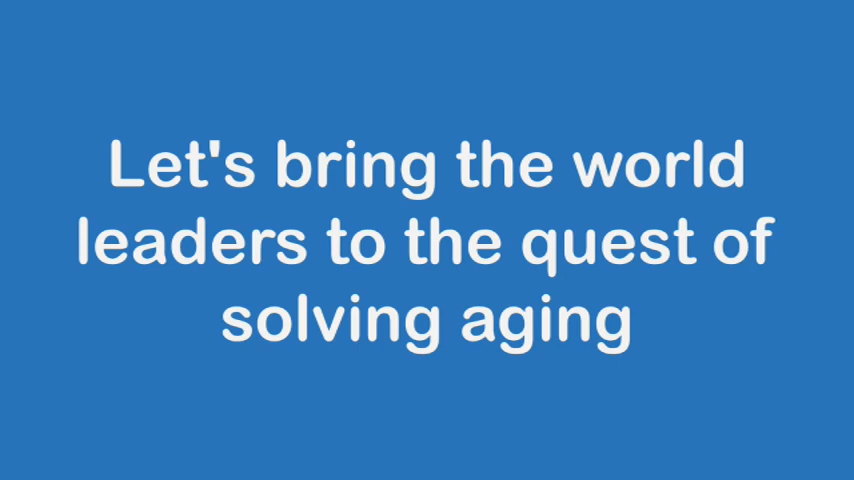 Let's bring the world
leaders to the quest of
solving aging